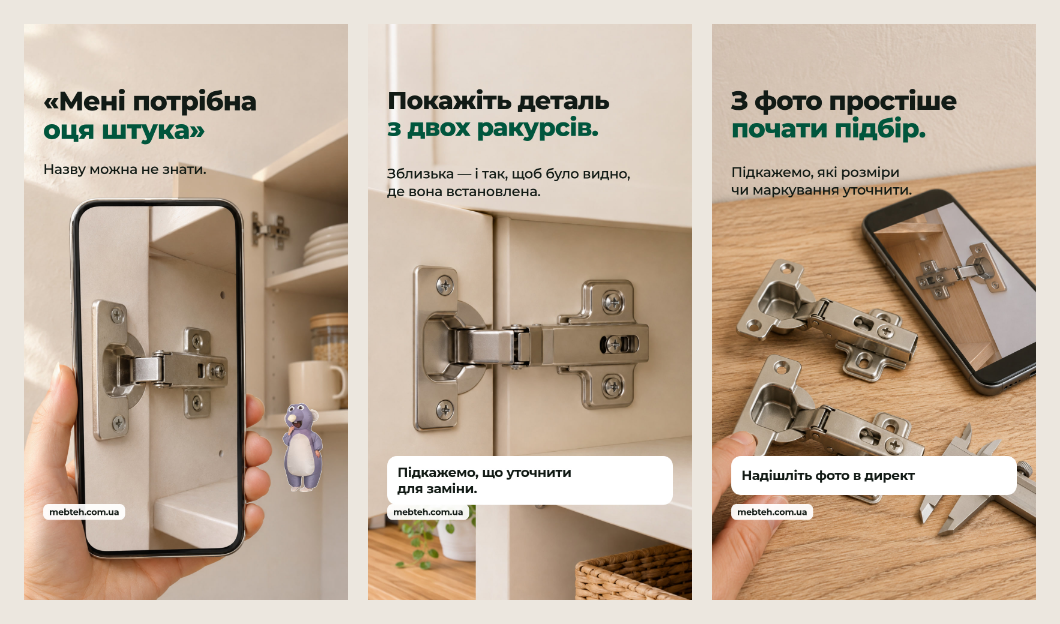 «Мені потрібна
оця штука»
Назву можна не знати.
mebteh.com.ua
Покажіть деталь
з двох ракурсів.
Зблизька — і так, щоб було видно,
де вона встановлена.
Підкажемо, що уточнити
для заміни.
mebteh.com.ua
З фото простіше
почати підбір.
Підкажемо, які розміри
чи маркування уточнити.
Надішліть фото в директ
mebteh.com.ua